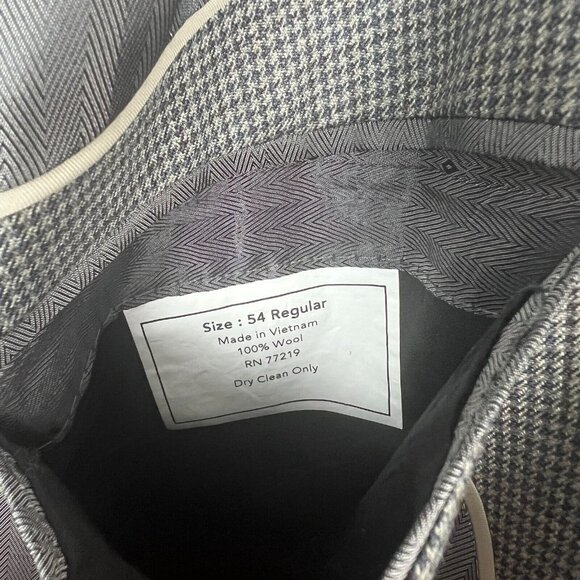 Size : 54 Regular
Made in Vietnam
100% Wool
RN 77219
Dry Clean Only